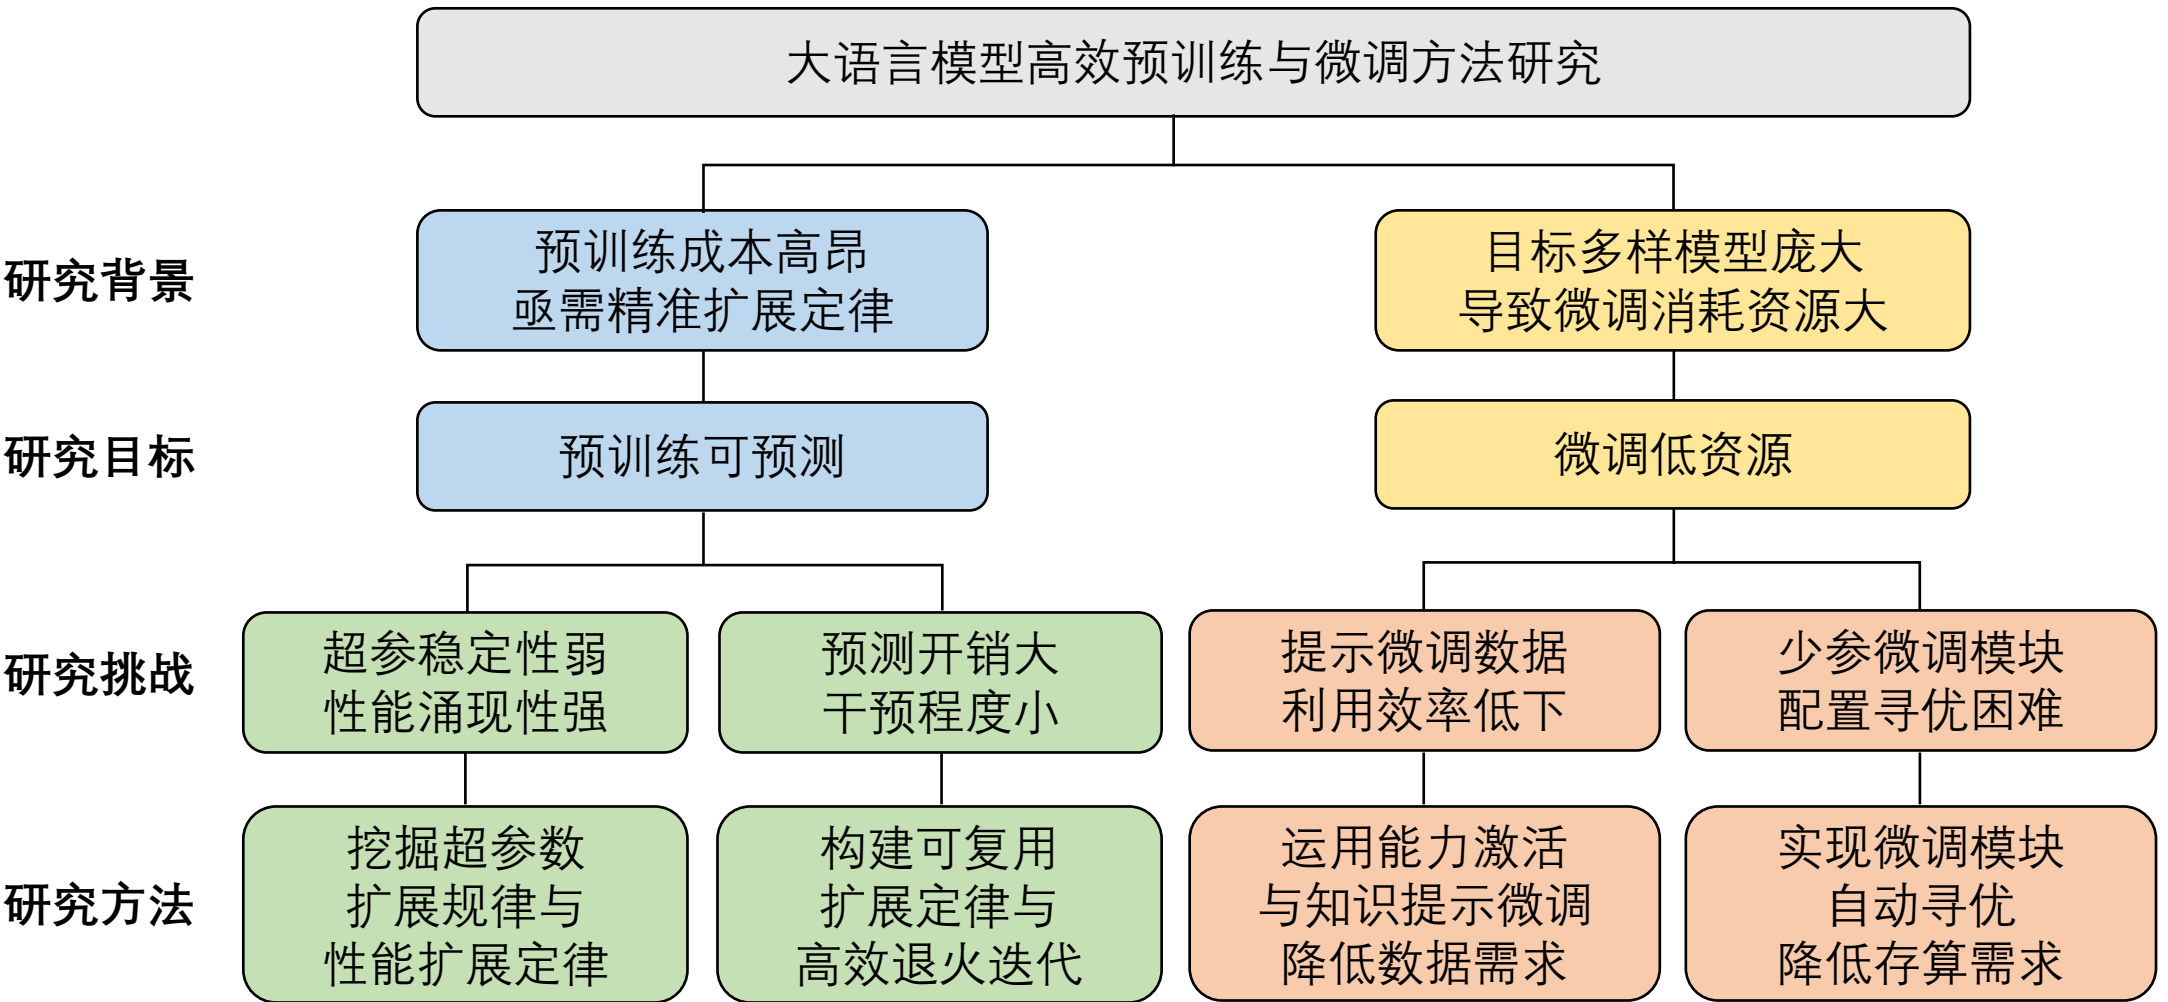 大语言模型高效预训练与微调方法研究
研究背景
预训练成本高昂
亟需精准扩展定律
目标多样模型庞大
导致微调消耗资源大
研究目标
预训练可预测
微调低资源
研究挑战
超参稳定性弱
性能涌现性强
预测开销大
干预程度小
提示微调数据
利用效率低下
少参微调模块
配置寻优困难
研究方法
挖掘超参数
扩展规律与
性能扩展定律
构建可复用
扩展定律与
高效退火迭代
运用能力激活
与知识提示微调
降低数据需求
实现微调模块
自动寻优
降低存算需求